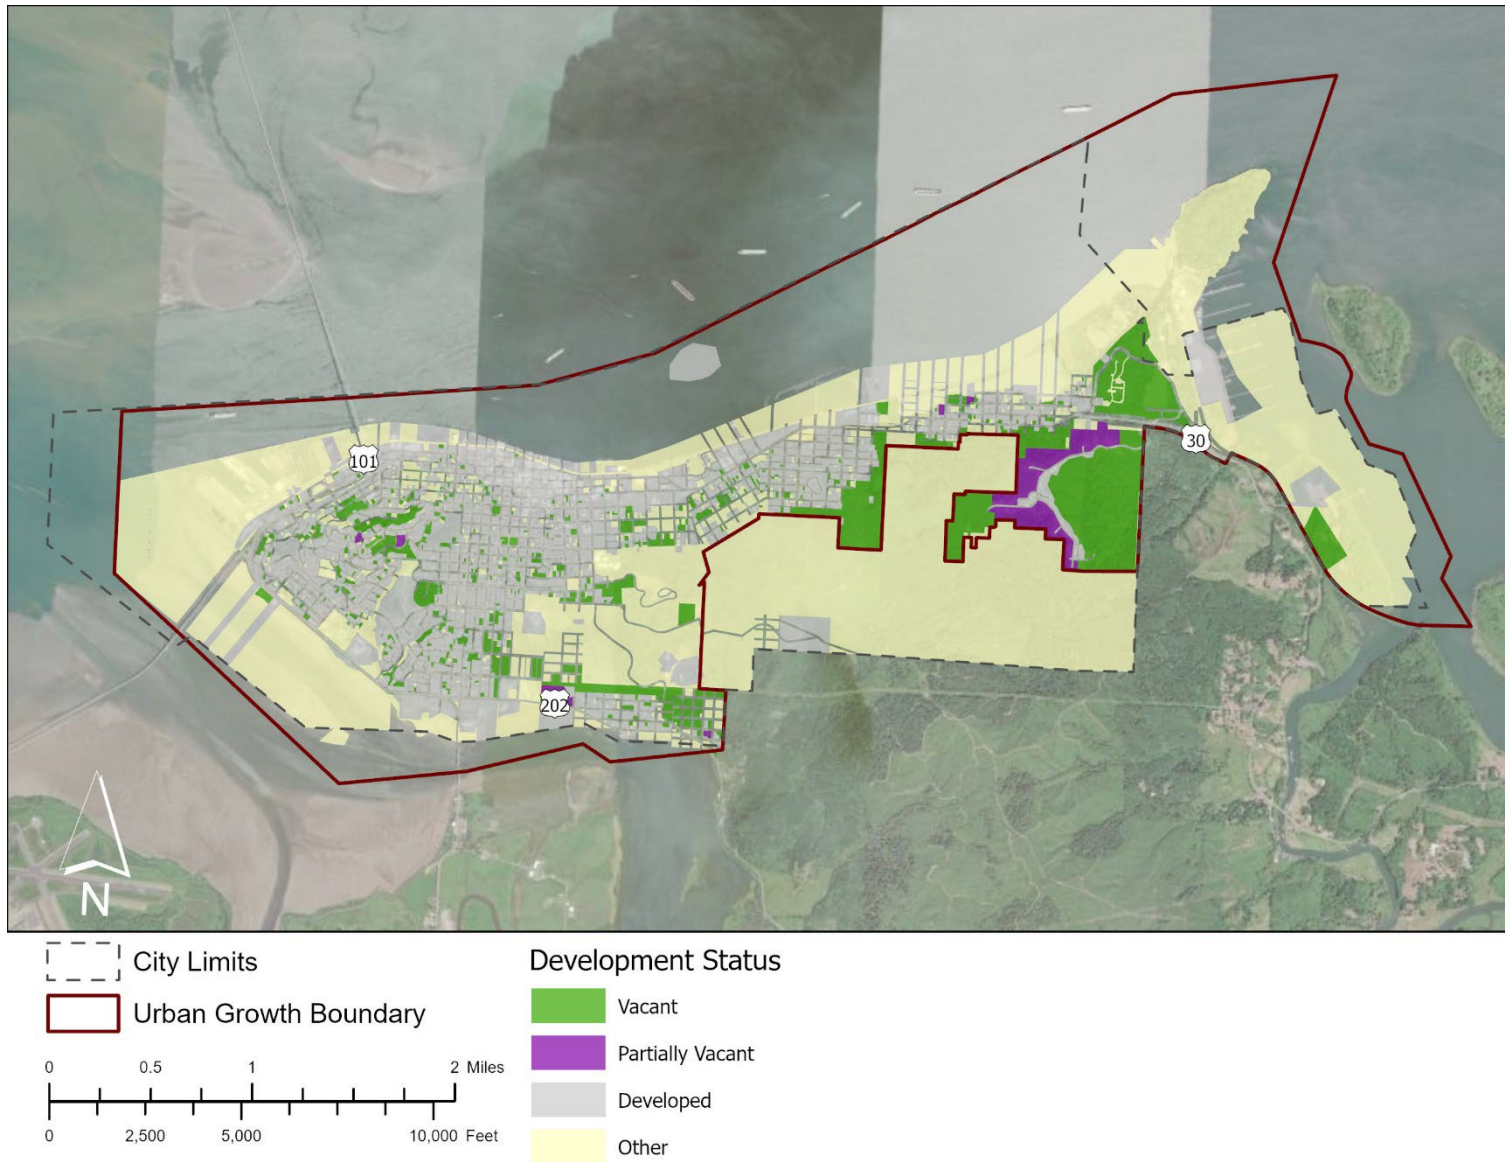 101
30
202
N
City Limits
Urban Growth Boundary
0 0.5 1 2 Miles
0 2,500 5,000 10,000 Feet
Development Status
Vacant
Partially Vacant
Developed
Other